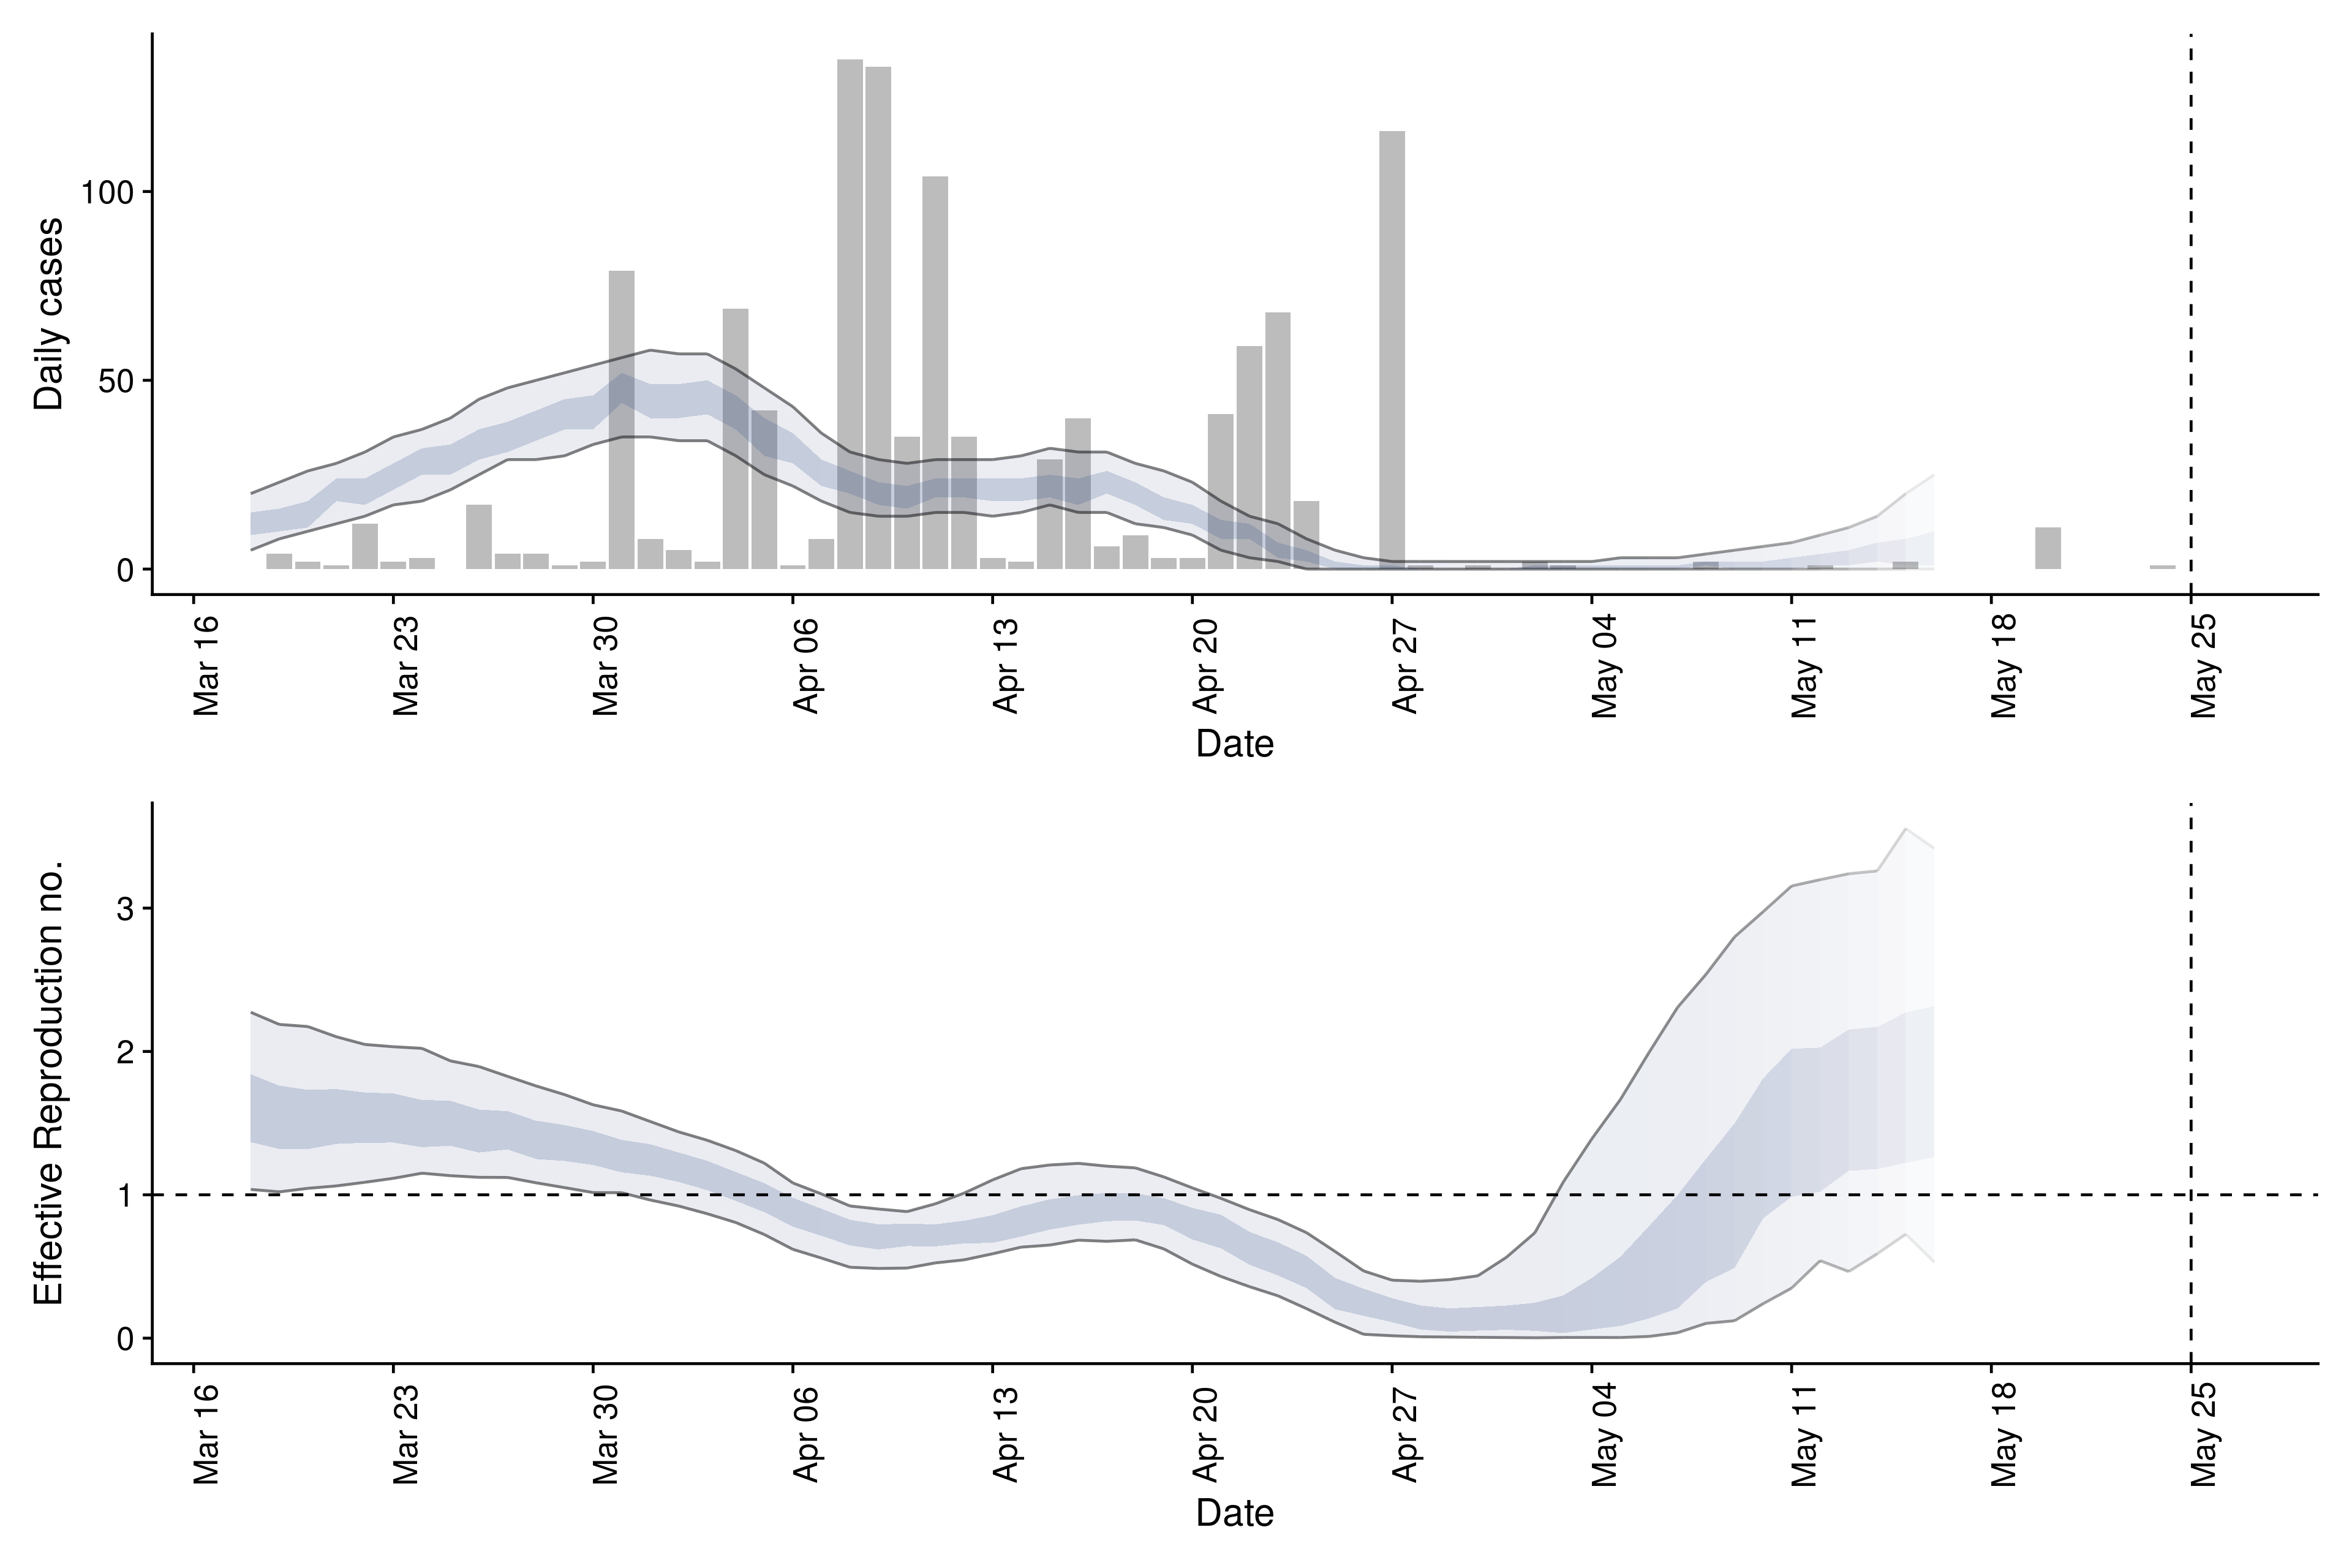 Daily cases
100
50
0
Mar 16
Mar 23
Mar 30
Apr 06
Apr 13
Apr 20
Apr 27
May 04
May 11
May 18
May 25
Date
Effective Reproduction no.
3
2
1
0
Mar 16
Mar 23
Mar 30
Apr 06
Apr 13
Apr 20
Apr 27
May 04
May 11
May 18
May 25
Date